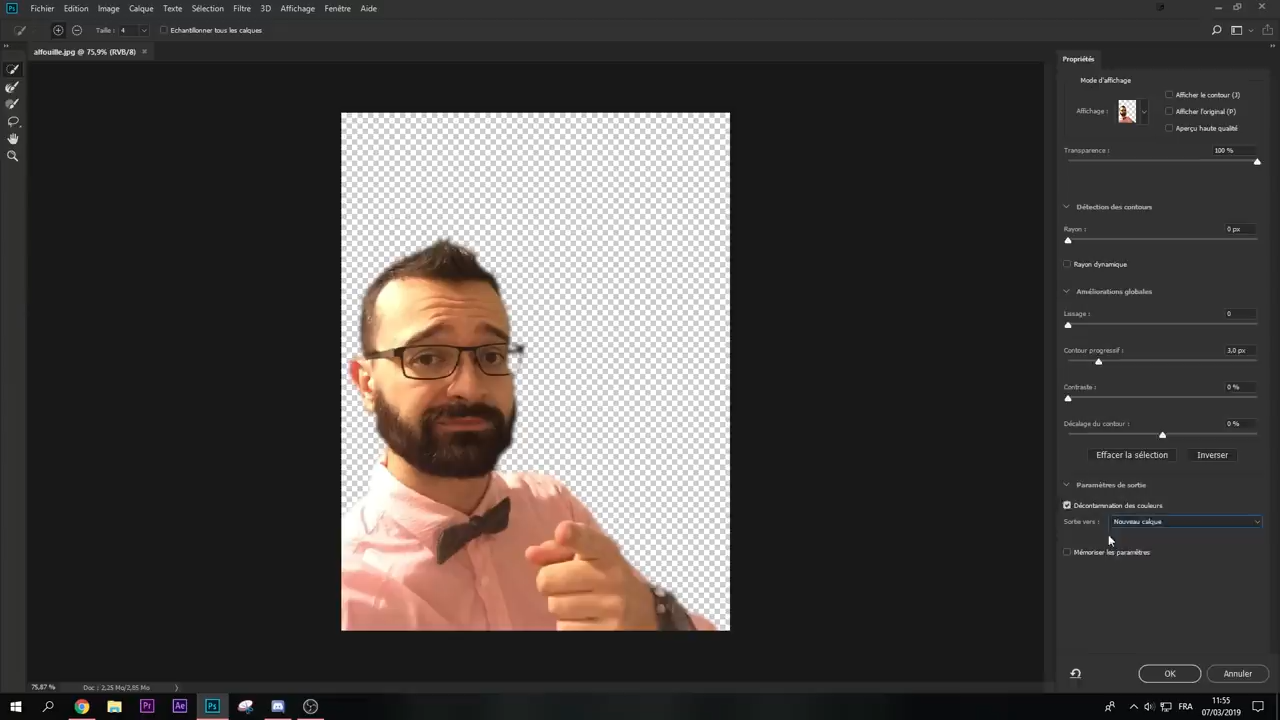 Ps Fichier Edition Image Calque Texte Sélection Filtre 3D Affichage Fenêtre Aide
Taille : 4 Echantillonner tous les calques
alfouille.jpg @ 75,9% (RVB/8) ×
Propriétés
Mode d'affichage
Afficher le contour (J)
Affichage : Afficher l'original (P)
Aperçu haute qualité
Transparence : 100 %
Détection des contours
Rayon : 0 px
Rayon dynamique
Améliorations globales
Lissage : 0
Contour progressif : 3,0 px
Contraste : 0 %
Décalage du contour : 0 %
Effacer la sélection Inverser
Paramètres de sortie
Décontamination des couleurs
Sortie vers : Nouveau calque
Mémoriser les paramètres
OK Annuler
75,87 % Doc : 2,25 Mo/2,85 Mo
Pr Ae Ps FRA 11:55
07/03/2019